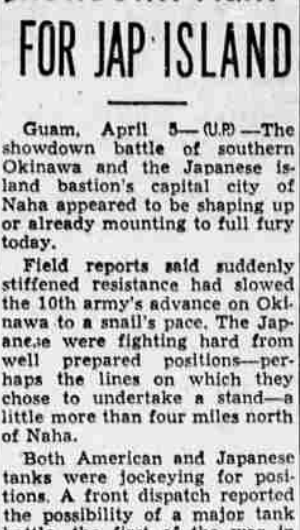 FOR JAP ISLAND
Guam, April 5—(U.P.)—The
showdown battle of southern
Okinawa and the Japanese is-
land bastion's capital city of
Naha appeared to be shaping up
or already mounting to full fury
today.
Field reports said suddenly
stiffened resistance had slowed
the 10th army's advance on Oki-
nawa to a snail's pace. The Jap-
anese were fighting hard from
well prepared positions—per-
haps the lines on which they
chose to undertake a stand—a
little more than four miles north
of Naha.
Both American and Japanese
tanks were jockeying for posi-
tions. A front dispatch reported
the possibility of a major tank